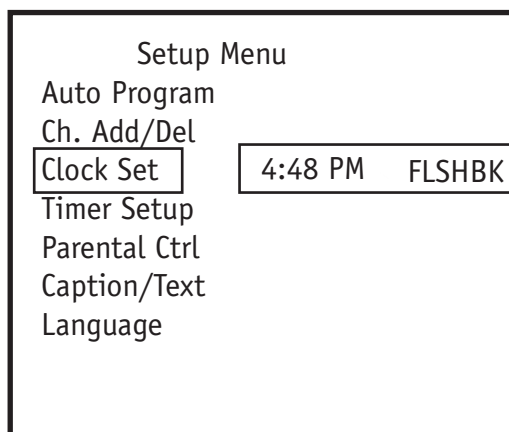 Setup Menu
Auto Program
Ch. Add/Del
Clock Set 4:48 PM FLSHBK
Timer Setup
Parental Ctrl
Caption/Text
Language